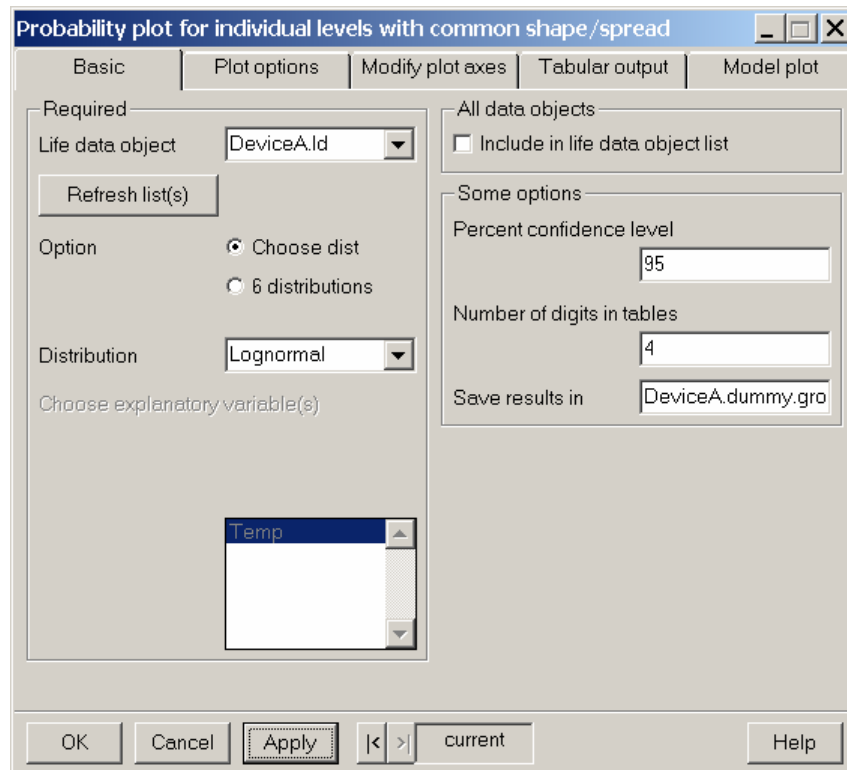 Probability plot for individual levels with common shape/spread
Basic
Plot options
Modify plot axes
Tabular output
Model plot
Required
Life data object
DeviceA.ld
Refresh list(s)
Option
Choose dist
6 distributions
Distribution
Lognormal
Choose explanatory variable(s)
Temp
All data objects
Include in life data object list
Some options
Percent confidence level
95
Number of digits in tables
4
Save results in
DeviceA.dummy.gro
OK
Cancel
Apply
current
Help